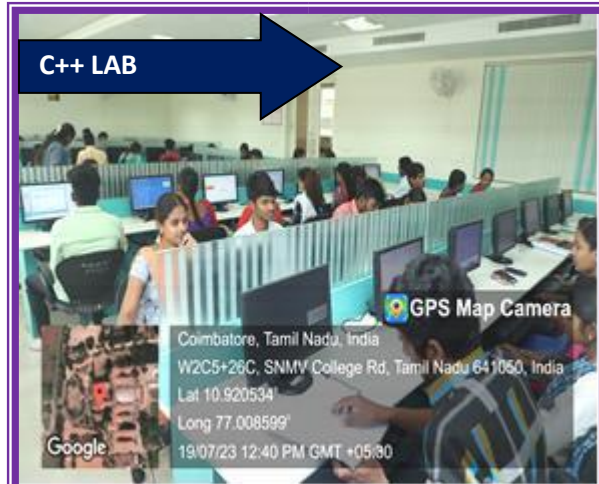 C++ LAB
GPS Map Camera
Coimbatore, Tamil Nadu, India
W2C5+26C, SNMV College Rd, Tamil Nadu 641050, India
Lat 10.920534°
Long 77.008599°
19/07/23 12:40 PM GMT +05:30
Google